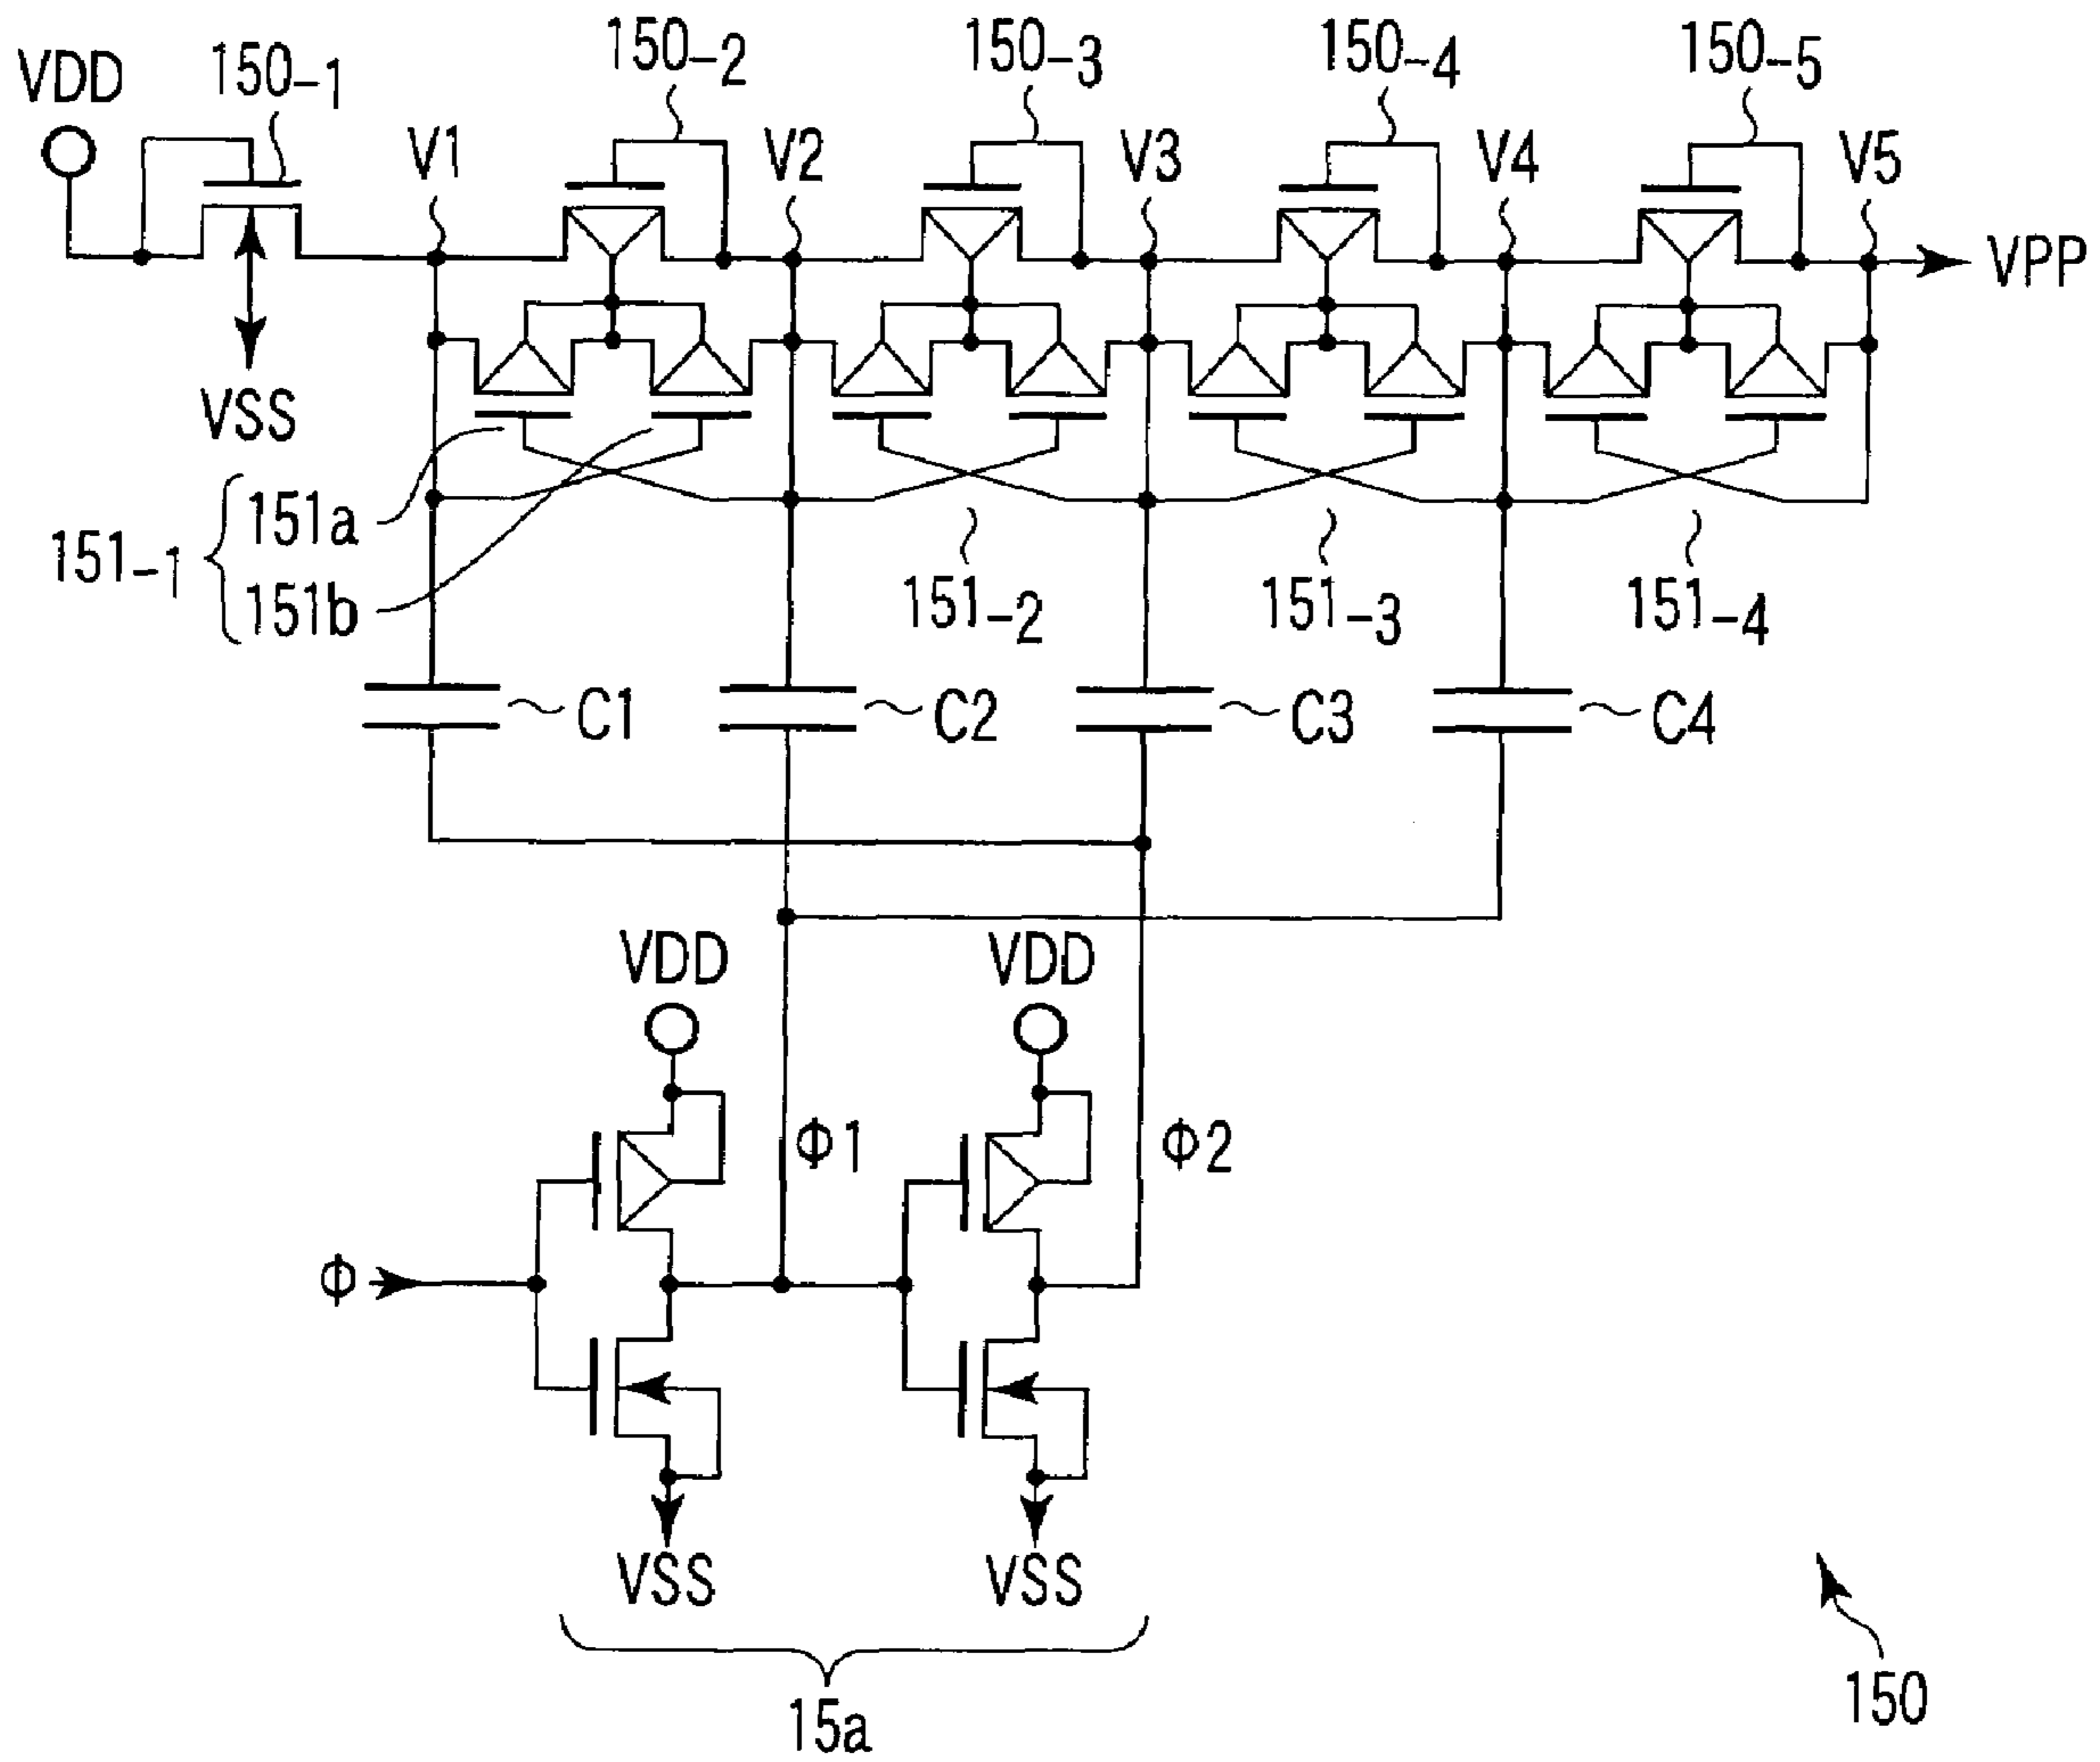 VDD
150-1
150-2
150-3
150-4
150-5
V1
V2
V3
V4
V5
VPP
VSS
151-1
151a
151b
151-2
151-3
151-4
C1
C2
C3
C4
VDD
VDD
Φ1
Φ2
Φ
VSS
VSS
15a
150